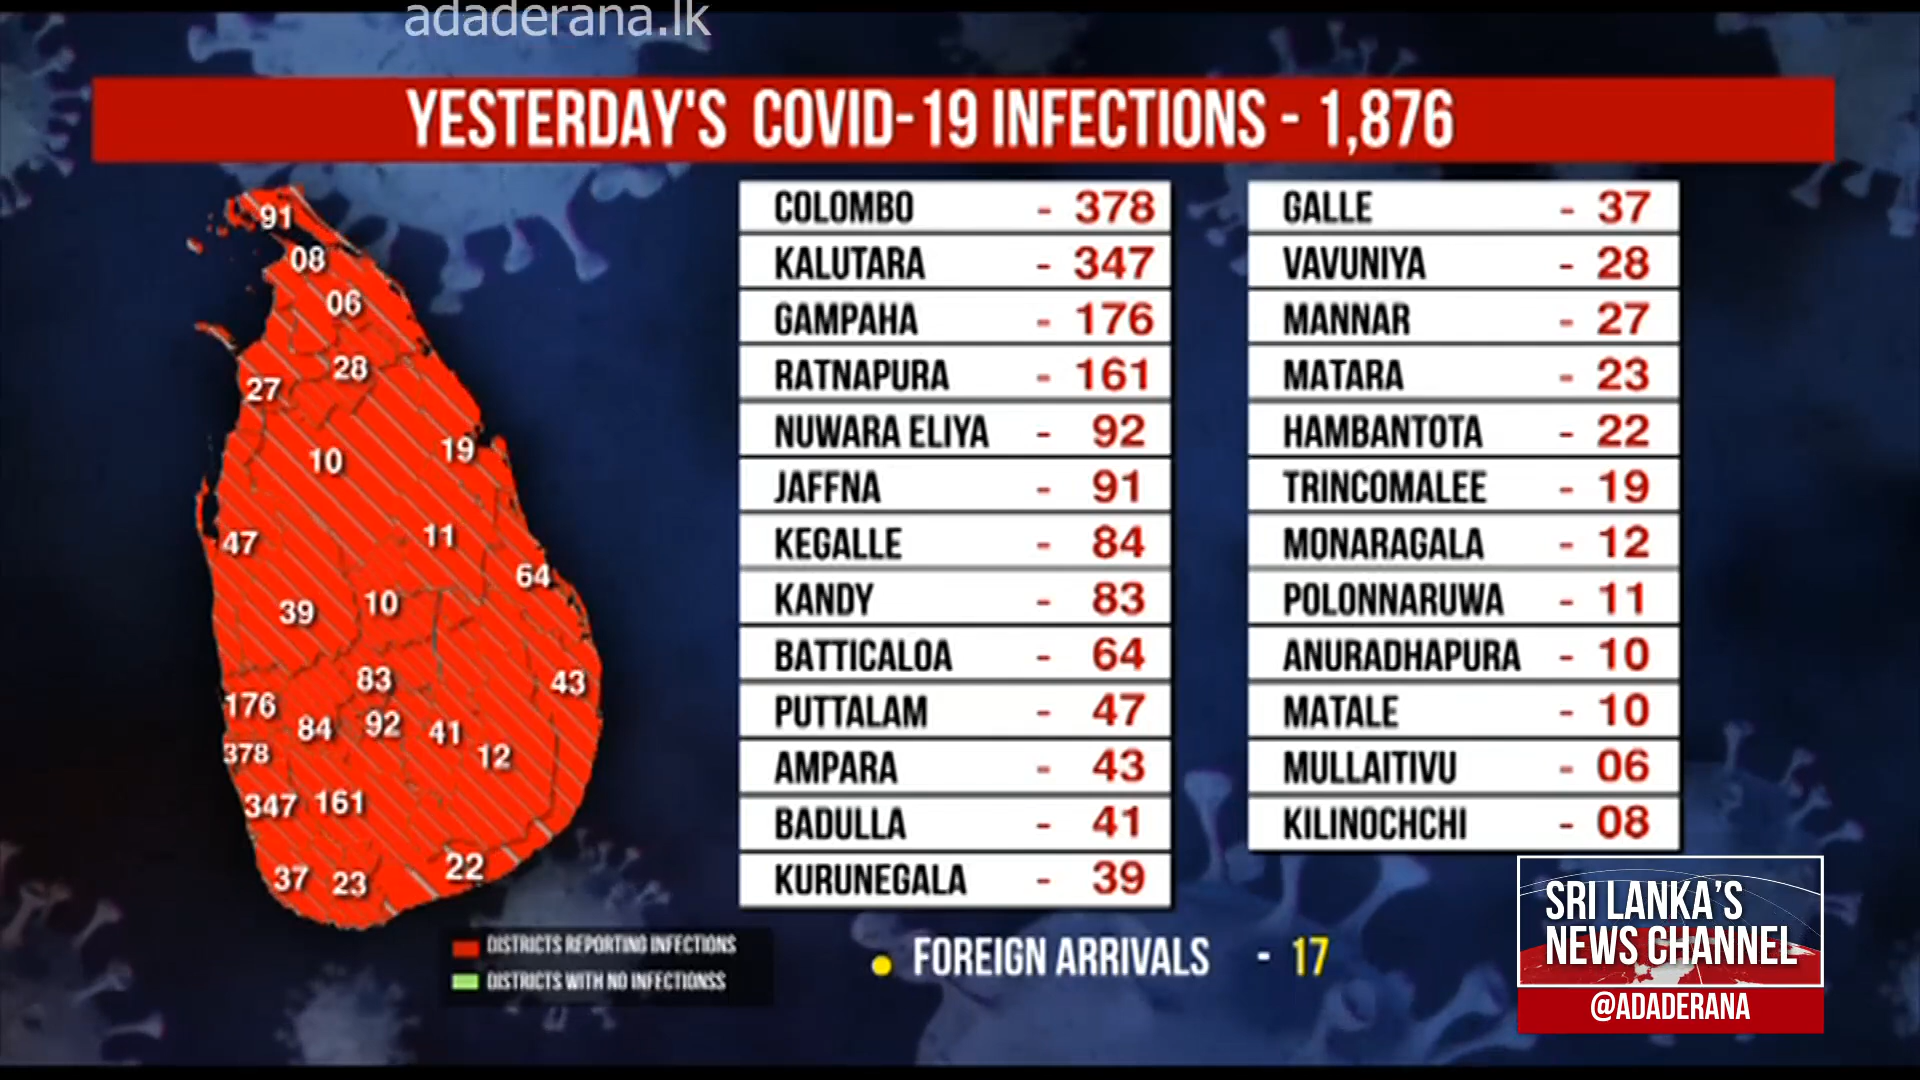 adaderana.lk
YESTERDAY'S COVID-19 INFECTIONS - 1,876
91
08
06
28
27
19
10
11
47
64
10
39
83
43
176
84
92
41
378
12
347
161
22
37
23
COLOMBO - 378
KALUTARA - 347
GAMPAHA - 176
RATNAPURA - 161
NUWARA ELIYA - 92
JAFFNA - 91
KEGALLE - 84
KANDY - 83
BATTICALOA - 64
PUTTALAM - 47
AMPARA - 43
BADULLA - 41
KURUNEGALA - 39
GALLE - 37
VAVUNIYA - 28
MANNAR - 27
MATARA - 23
HAMBANTOTA - 22
TRINCOMALEE - 19
MONARAGALA - 12
POLONNARUWA - 11
ANURADHAPURA - 10
MATALE - 10
MULLAITIVU - 06
KILINOCHCHI - 08
DISTRICTS REPORTING INFECTIONS
DISTRICTS WITH NO INFECTIONSS
FOREIGN ARRIVALS - 17
SRI LANKA'S
NEWS CHANNEL
@ADADERANA